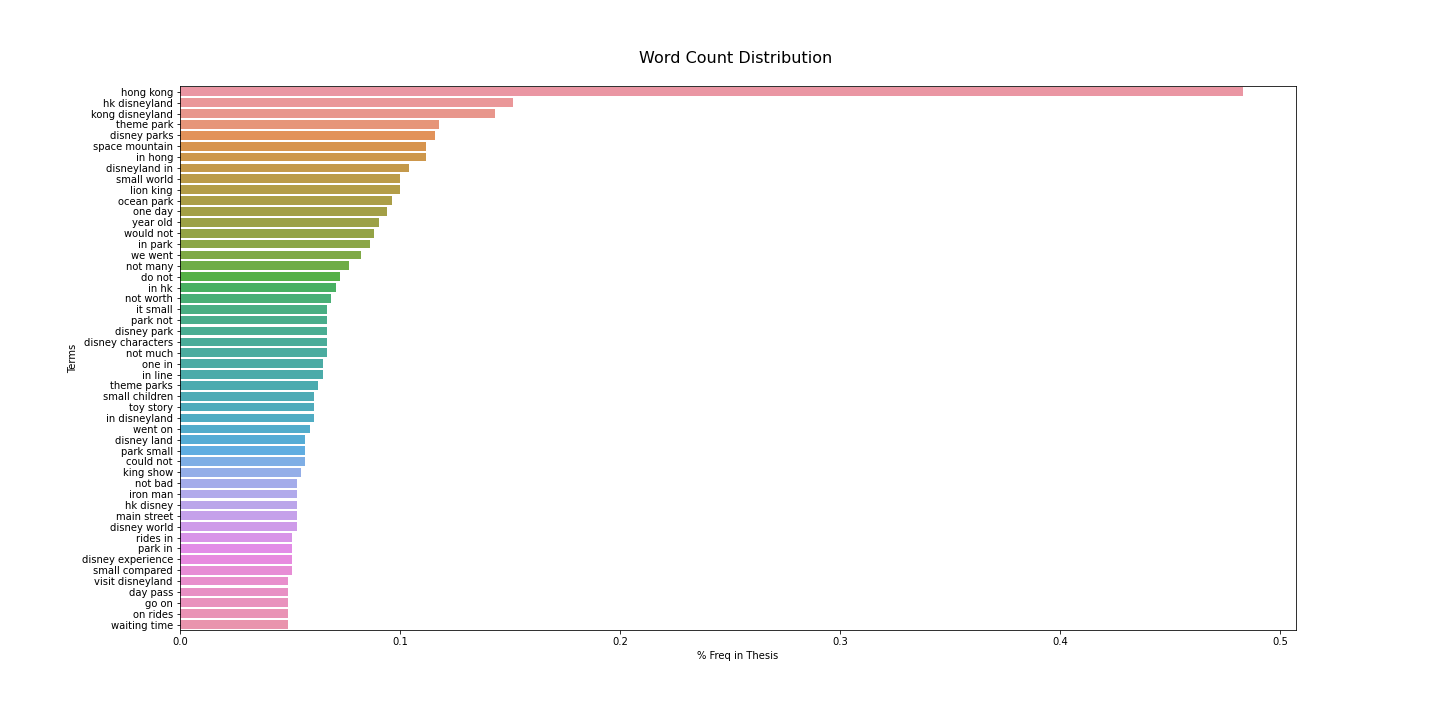 Word Count Distribution
hong kong
hk disneyland
kong disneyland
theme park
disney parks
space mountain
in hong
disneyland in
small world
lion king
ocean park
one day
year old
would not
in park
we went
not many
do not
in hk
not worth
it small
park not
disney park
disney characters
not much
one in
in line
theme parks
small children
toy story
in disneyland
went on
disney land
park small
could not
king show
not bad
iron man
hk disney
main street
disney world
rides in
park in
disney experience
small compared
visit disneyland
day pass
go on
on rides
waiting time
Terms
0.0 0.1 0.2 0.3 0.4 0.5
% Freq in Thesis